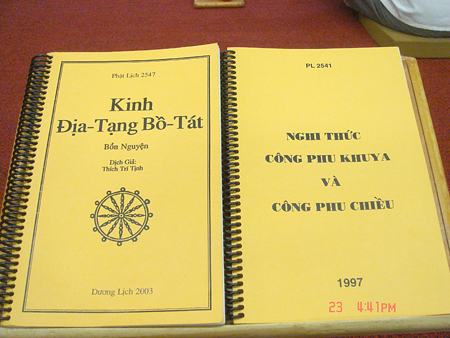 Phật Lịch 2547
Kinh
Địa-Tạng Bồ-Tát
Bổn Nguyện
Dịch Giả:
Thích Trí Tịnh
Dương Lịch 2003
PL 2541
NGHI THỨC
CÔNG PHU KHUYA
VÀ
CÔNG PHU CHIỀU
1997
23 4:41PM